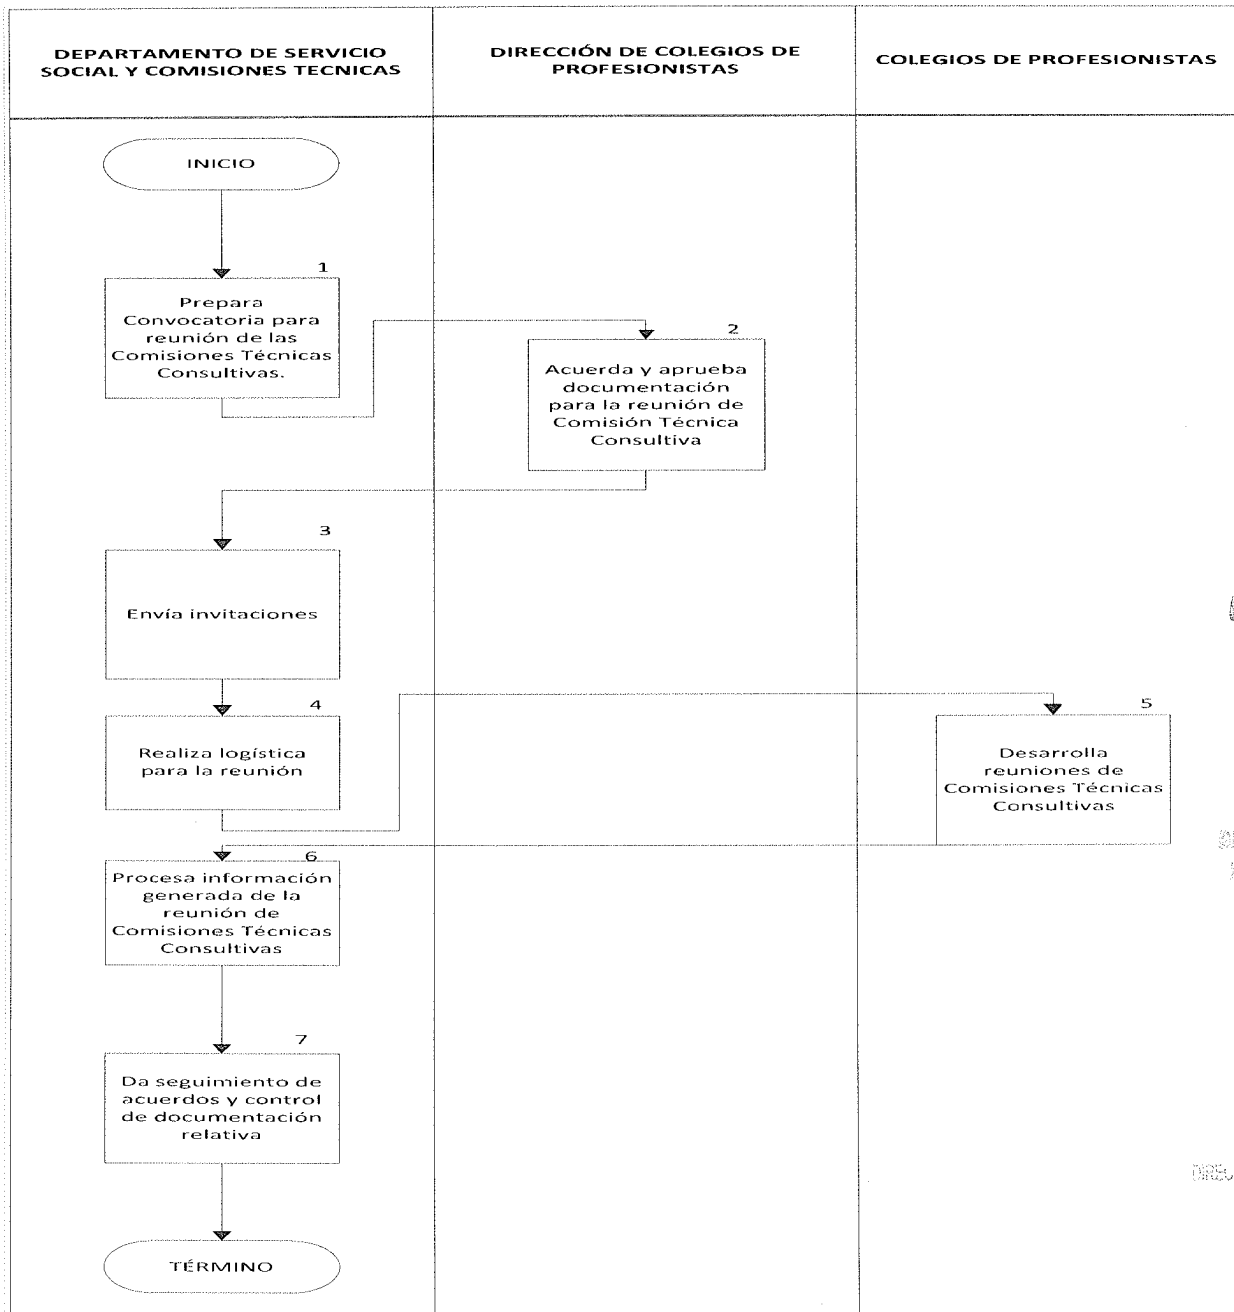 DEPARTAMENTO DE SERVICIO
SOCIAL Y COMISIONES TECNICAS
DIRECCIÓN DE COLEGIOS DE
PROFESIONISTAS
COLEGIOS DE PROFESIONISTAS
INICIO
1
Prepara
Convocatoria para
reunión de las
Comisiones Técnicas
Consultivas.
2
Acuerda y aprueba
documentación
para la reunión de
Comisión Técnica
Consultiva
3
Envía invitaciones
4
Realiza logística
para la reunión
5
Desarrolla
reuniones de
Comisiones Técnicas
Consultivas
6
Procesa información
generada de la
reunión de
Comisiones Técnicas
Consultivas
7
Da seguimiento de
acuerdos y control
de documentación
relativa
TÉRMINO